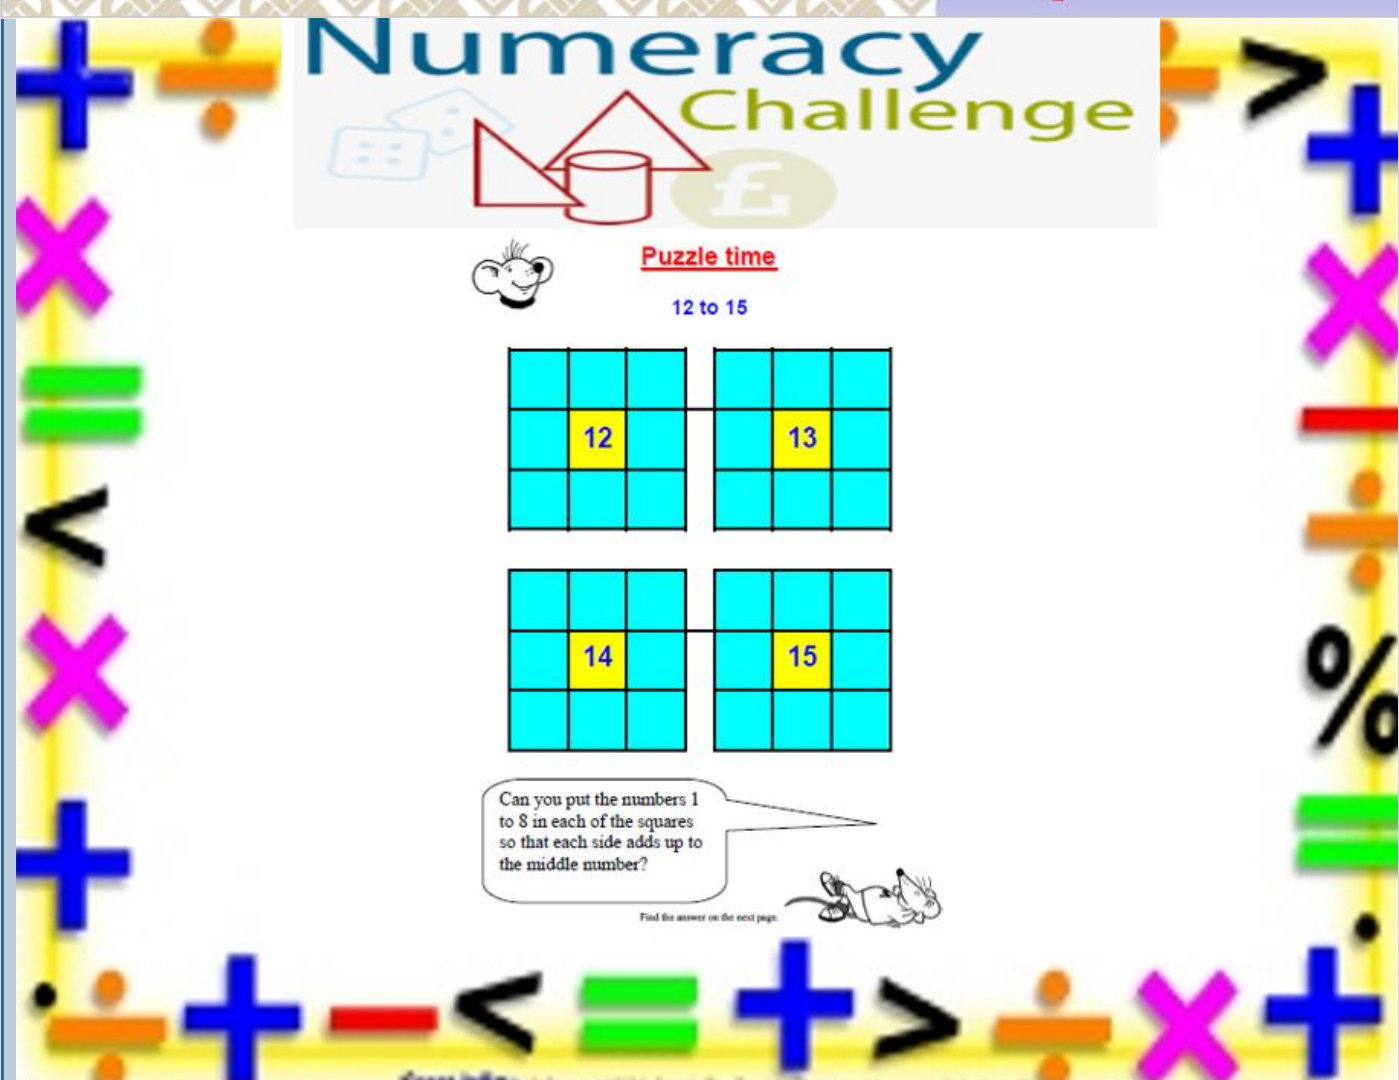 Numeracy
Challenge
£
Puzzle time
12 to 15
12 13
14 15
Can you put the numbers 1
to 8 in each of the squares
so that each side adds up to
the middle number?
Find the answer on the next page.